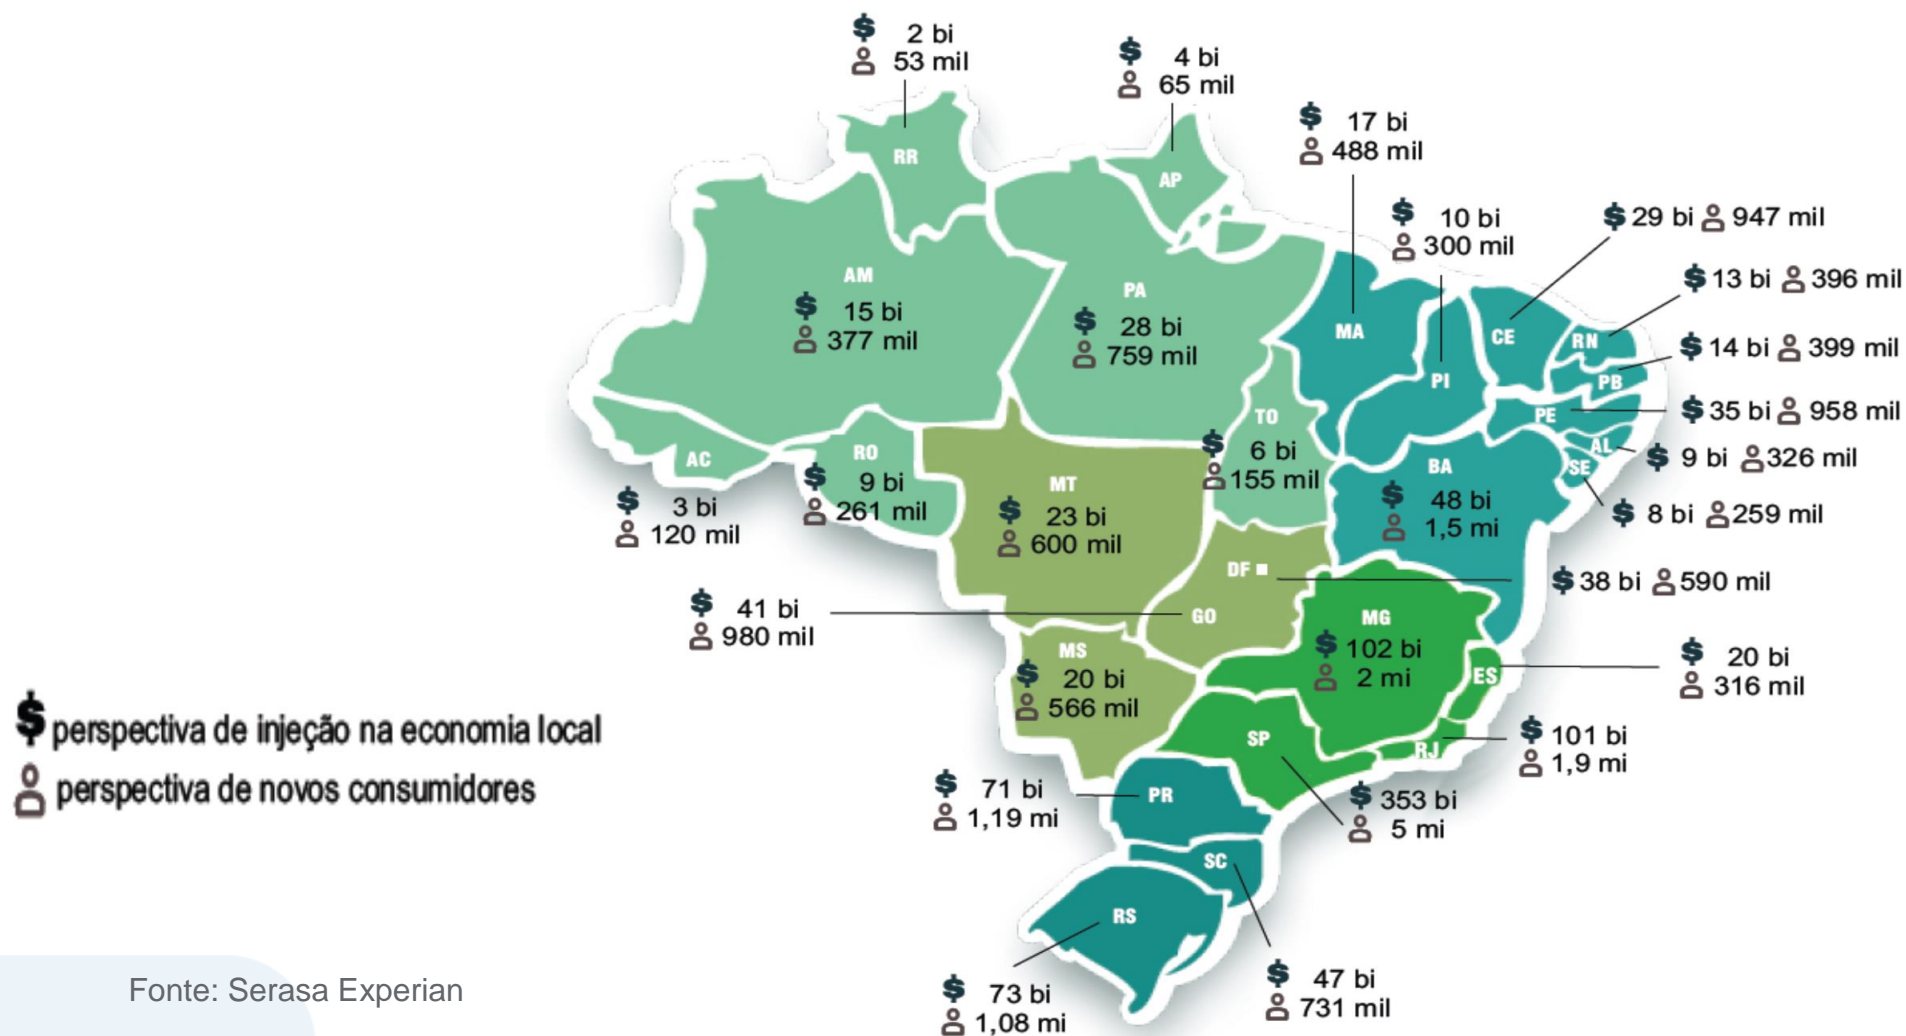 $ 2 bi
53 mil
RR
$ 4 bi
65 mil
AP
$ 17 bi
488 mil
MA
$ 10 bi
300 mil
PI
$ 29 bi 947 mil
CE
$ 13 bi 396 mil
RN
$ 14 bi 399 mil
PB
$ 35 bi 958 mil
PE
$ 9 bi 326 mil
AL
$ 8 bi 259 mil
SE
AM
$ 15 bi
377 mil
PA
$ 28 bi
759 mil
TO
$ 6 bi
155 mil
AC
$ 3 bi
120 mil
RO
$ 9 bi
261 mil
MT
$ 23 bi
600 mil
BA
$ 48 bi
1,5 mi
DF
$ 38 bi 590 mil
$ 41 bi
980 mil
GO
MG
$ 102 bi
2 mi
MS
$ 20 bi
566 mil
ES
$ 20 bi
316 mil
SP
$ 353 bi
5 mi
RJ
$ 101 bi
1,9 mi
$ 71 bi
1,19 mi
PR
SC
$ 47 bi
731 mil
RS
$ 73 bi
1,08 mi
$ perspectiva de injeção na economia local
perspectiva de novos consumidores
Fonte: Serasa Experian